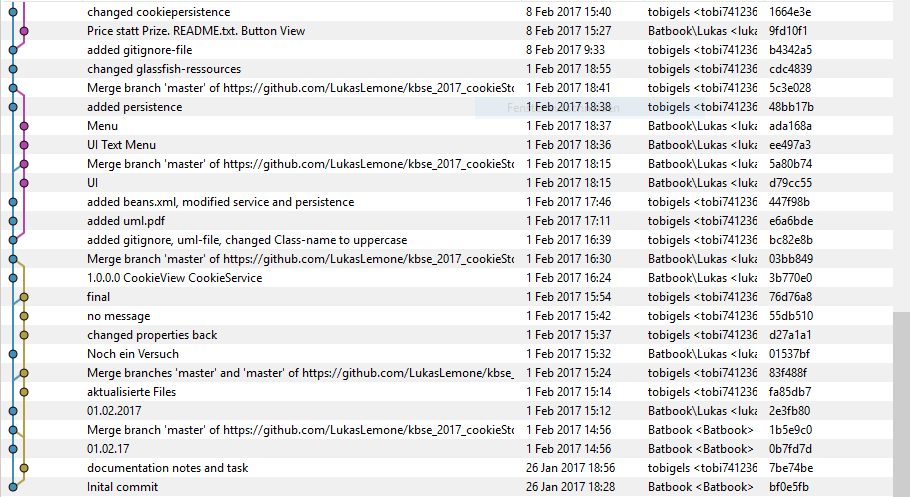 changed cookiepersistence 8 Feb 2017 15:40 tobigels <tobi741236 1664e3e
Price statt Prize. README.txt. Button View 8 Feb 2017 15:27 Batbook\Lukas <luka 9fd10f1
added gitignore-file 8 Feb 2017 9:33 tobigels <tobi741236 b4342a5
changed glassfish-ressources 1 Feb 2017 18:55 tobigels <tobi741236 cdc4839
Merge branch 'master' of https://github.com/LukasLemone/kbse_2017_cookieSto 1 Feb 2017 18:41 tobigels <tobi741236 5c3e028
added persistence 1 Feb 2017 18:38 tobigels <tobi741236 48bb17b
Menu 1 Feb 2017 18:37 Batbook\Lukas <luka ada168a
UI Text Menu 1 Feb 2017 18:36 Batbook\Lukas <luka ee497a3
Merge branch 'master' of https://github.com/LukasLemone/kbse_2017_cookieSto 1 Feb 2017 18:15 Batbook\Lukas <luka 5a80b74
UI 1 Feb 2017 18:15 Batbook\Lukas <luka d79cc55
added beans.xml, modified service and persistence 1 Feb 2017 17:46 tobigels <tobi741236 447f98b
added uml.pdf 1 Feb 2017 17:11 tobigels <tobi741236 e6a6bde
added gitignore, uml-file, changed Class-name to uppercase 1 Feb 2017 16:39 tobigels <tobi741236 bc82e8b
Merge branch 'master' of https://github.com/LukasLemone/kbse_2017_cookieSto 1 Feb 2017 16:30 tobigels <tobi741236 03bb849
1.0.0.0 CookieView CookieService 1 Feb 2017 16:24 Batbook\Lukas <luka 3b770e0
final 1 Feb 2017 15:54 tobigels <tobi741236 76d76a8
no message 1 Feb 2017 15:42 tobigels <tobi741236 55db510
changed properties back 1 Feb 2017 15:37 tobigels <tobi741236 d27a1a1
Noch ein Versuch 1 Feb 2017 15:32 Batbook\Lukas <luka 01537bf
Merge branches 'master' and 'master' of https://github.com/LukasLemone/kbse_ 1 Feb 2017 15:24 tobigels <tobi741236 83f488f
aktualisierte Files 1 Feb 2017 15:14 tobigels <tobi741236 fa85db7
01.02.2017 1 Feb 2017 15:12 Batbook\Lukas <luka 2e3fb80
Merge branch 'master' of https://github.com/LukasLemone/kbse_2017_cookieSto 1 Feb 2017 14:56 Batbook <Batbook> 1b5e9c0
01.02.17 1 Feb 2017 14:56 Batbook <Batbook> 0b7fd7d
documentation notes and task 26 Jan 2017 18:56 tobigels <tobi741236 7be74be
Inital commit 26 Jan 2017 18:28 Batbook <Batbook> bf0e5fb